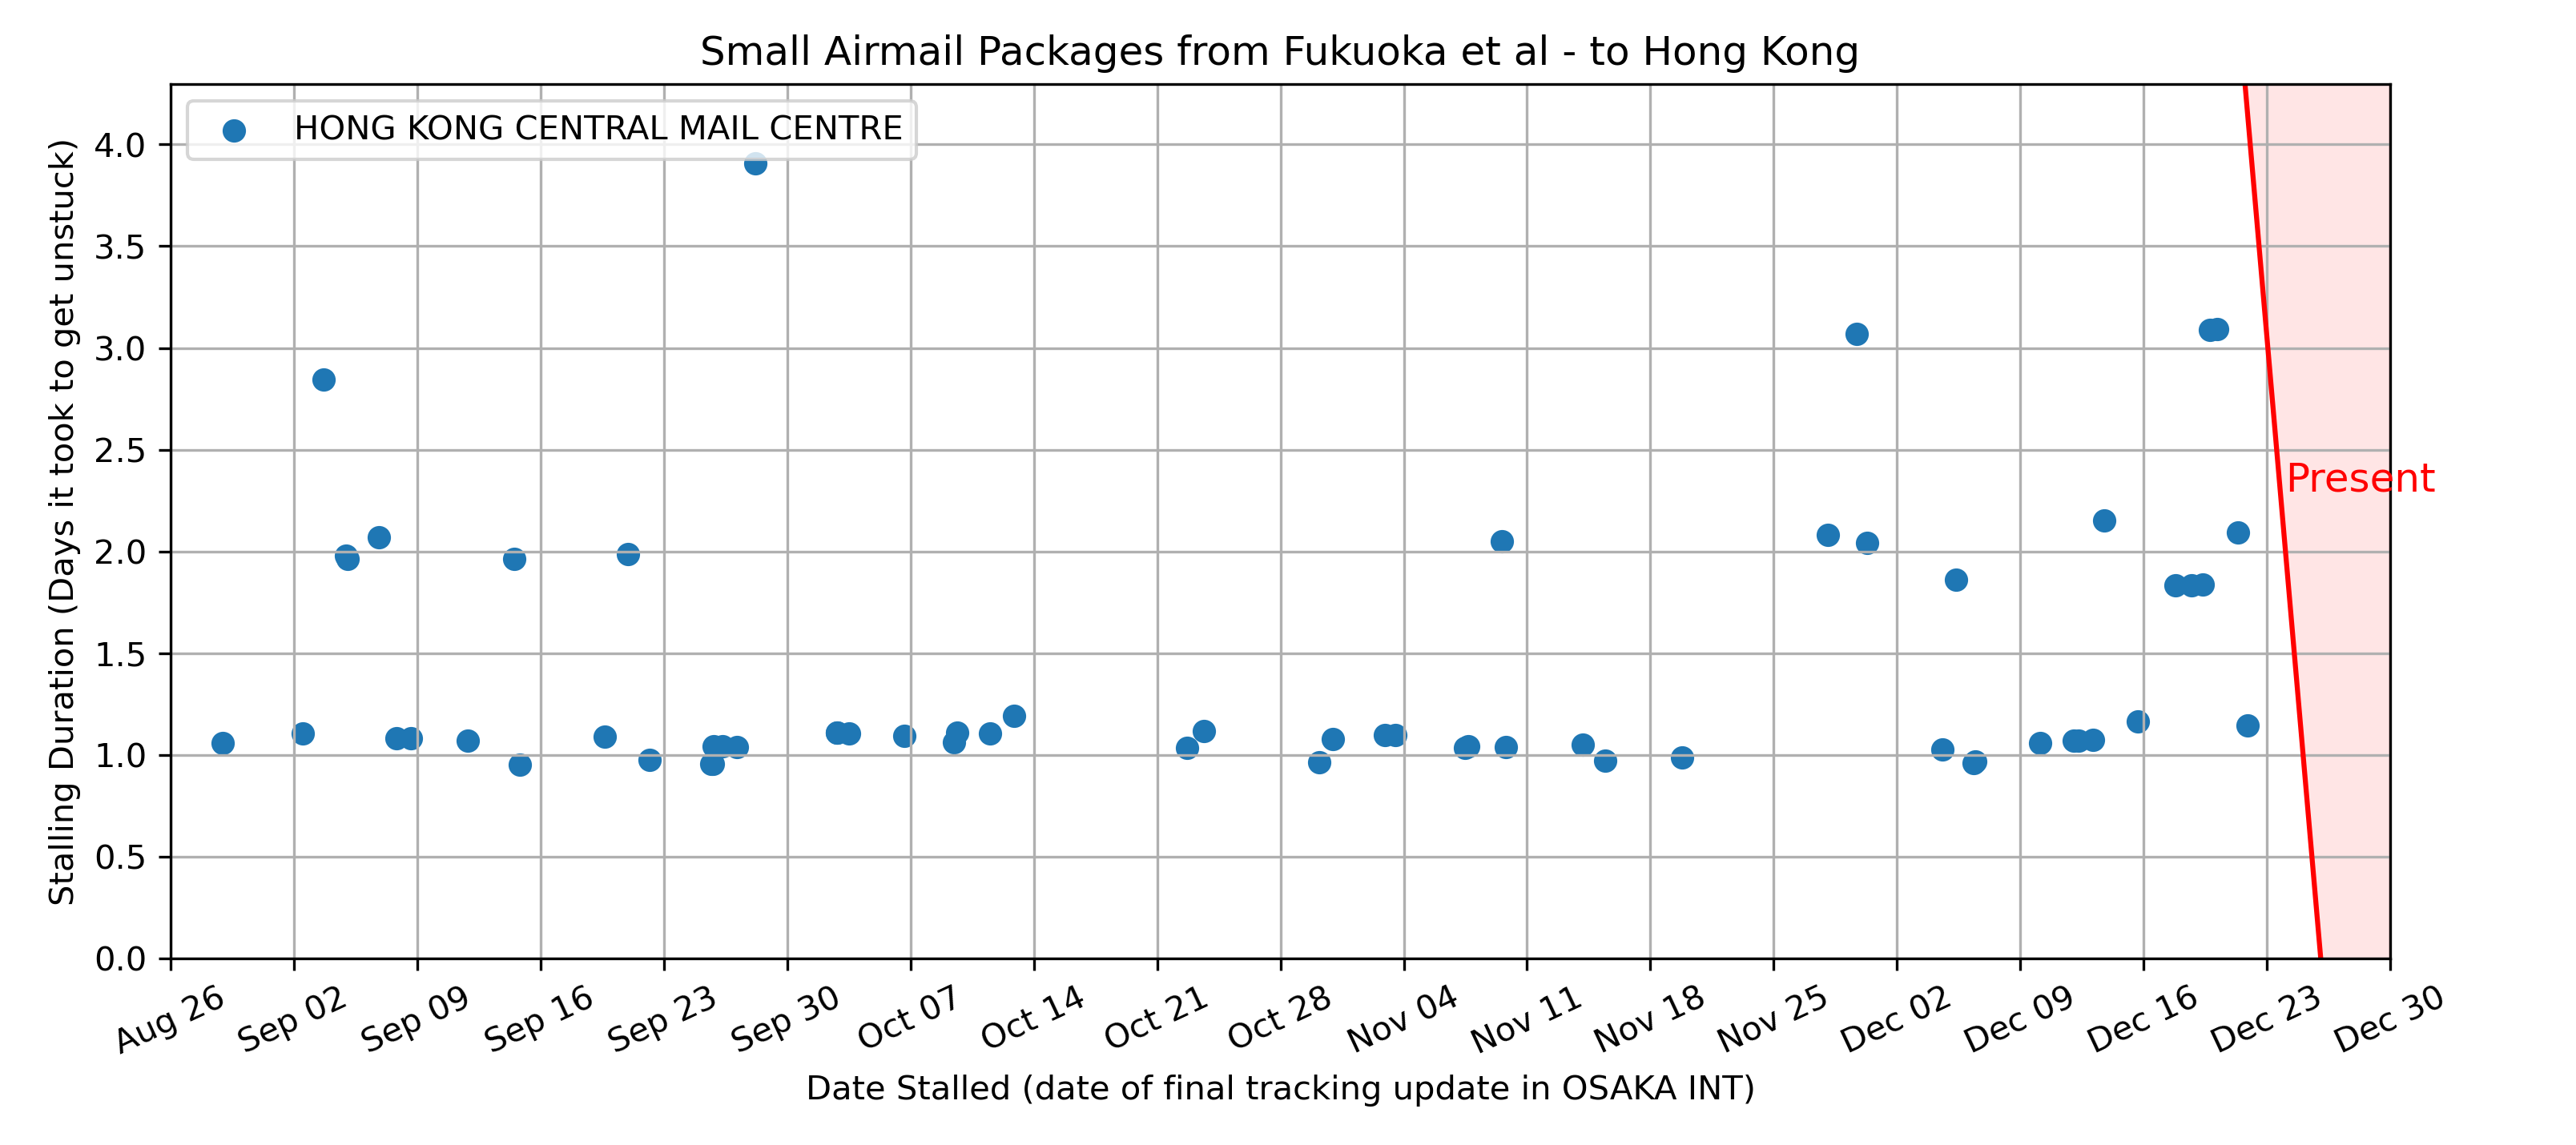 Small Airmail Packages from Fukuoka et al - to Hong Kong
HONG KONG CENTRAL MAIL CENTRE
Stalling Duration (Days it took to get unstuck)
4.0
3.5
3.0
2.5
2.0
1.5
1.0
0.5
0.0
Present
Aug 26
Sep 02
Sep 09
Sep 16
Sep 23
Sep 30
Oct 07
Oct 14
Oct 21
Oct 28
Nov 04
Nov 11
Nov 18
Nov 25
Dec 02
Dec 09
Dec 16
Dec 23
Dec 30
Date Stalled (date of final tracking update in OSAKA INT)